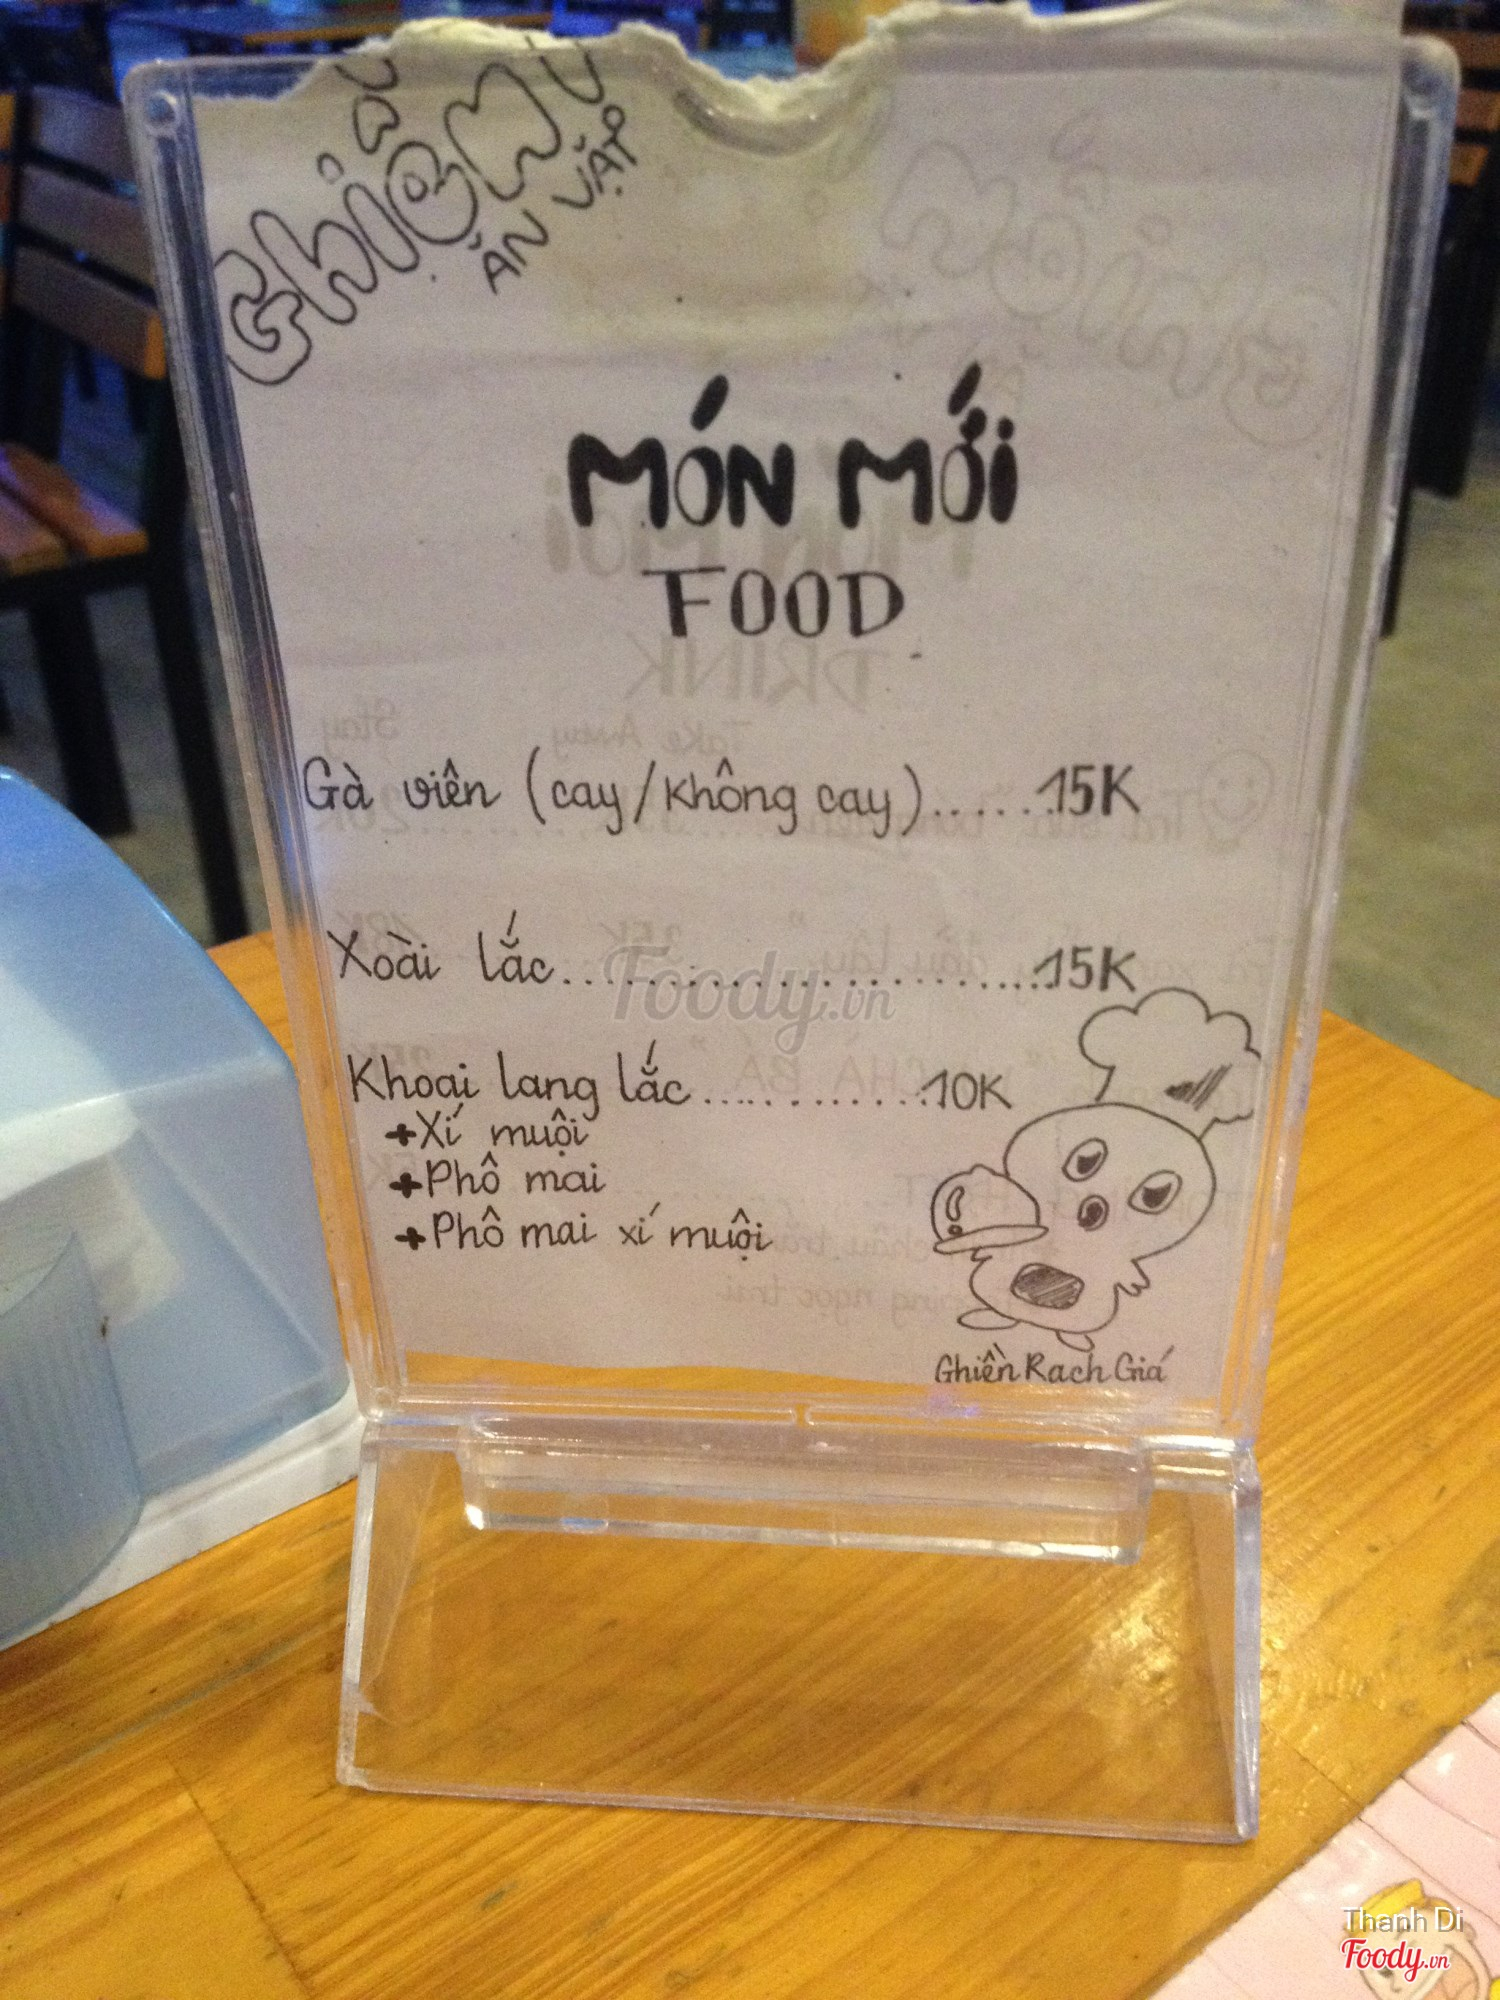 Ghiền
ĂN VẶT
MÓN MỚI
FOOD
Gà viên (cay/không cay)......15K
Xoài lắc..........................15K
Khoai lang lắc..............10K
+Xí muội
+Phô mai
+Phô mai xí muội
Ghiền Rạch Giá
Foody.vn
Thanh Di
Foody.vn